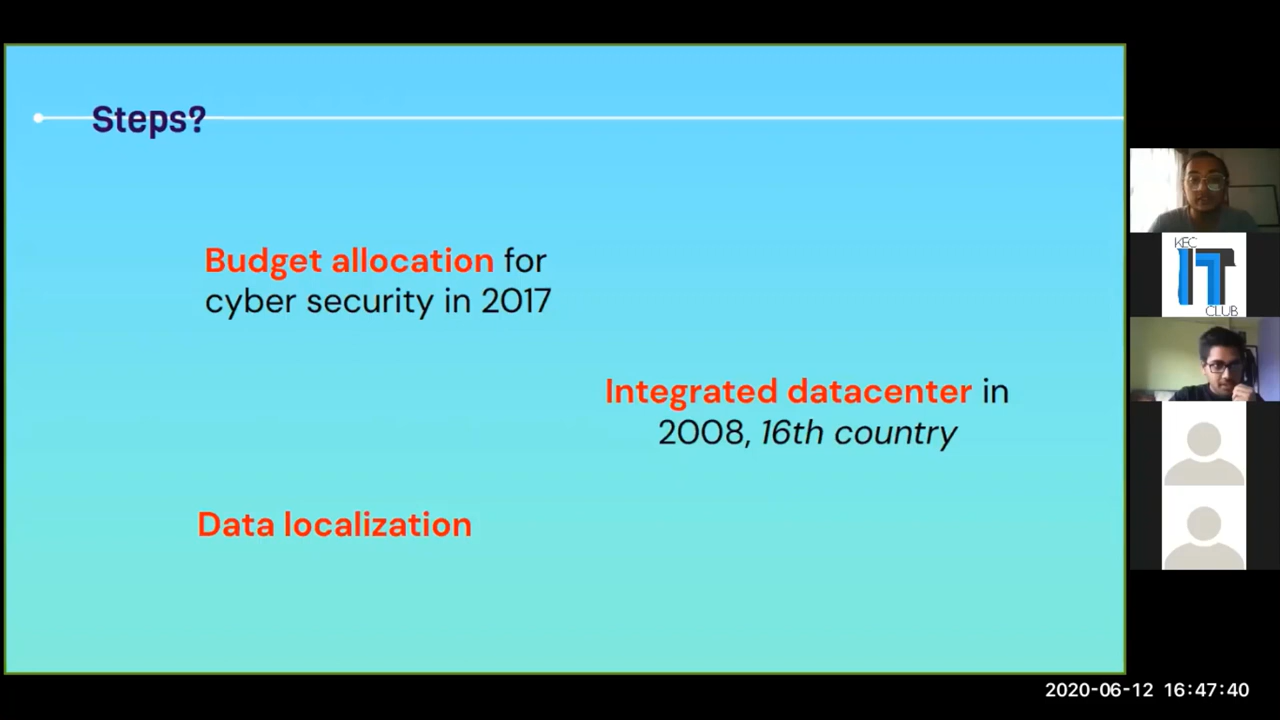 Steps?
Budget allocation for
cyber security in 2017
Integrated datacenter in
2008, 16th country
Data localization
KEC
IT
CLUB
2020-06-12 16:47:40